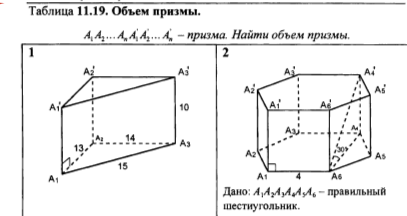 Таблица 11.19. Объем призмы.
A₁A₂…AₙA₁'A₂'…Aₙ' – призма. Найти объем призмы.
1
A₂'
A₃'
A₁'
10
A₂
14
A₃
13
15
A₁
2
A₃'
A₄'
A₂'
A₅'
A₁'
A₆'
A₃
A₄
A₂
30°
A₅
A₁
4
A₆
Дано: A₁A₂A₃A₄A₅A₆ – правильный
шестиугольник.